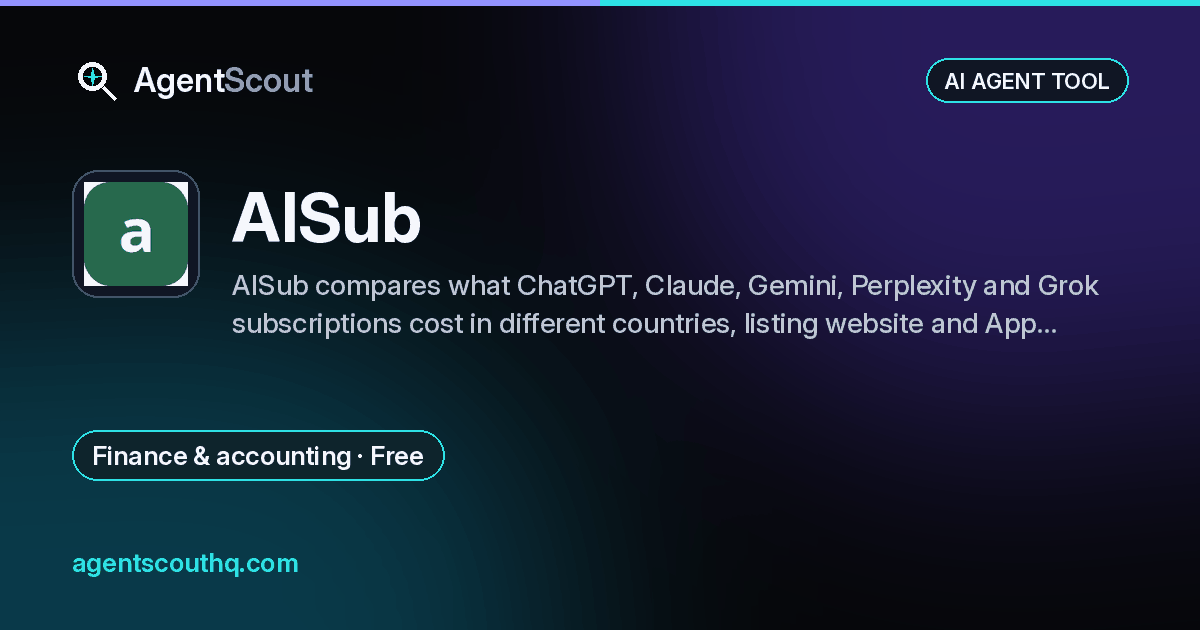 AgentScout
AI AGENT TOOL
a
AISub
AISub compares what ChatGPT, Claude, Gemini, Perplexity and Grok
subscriptions cost in different countries, listing website and App...
Finance & accounting · Free
agentscouthq.com